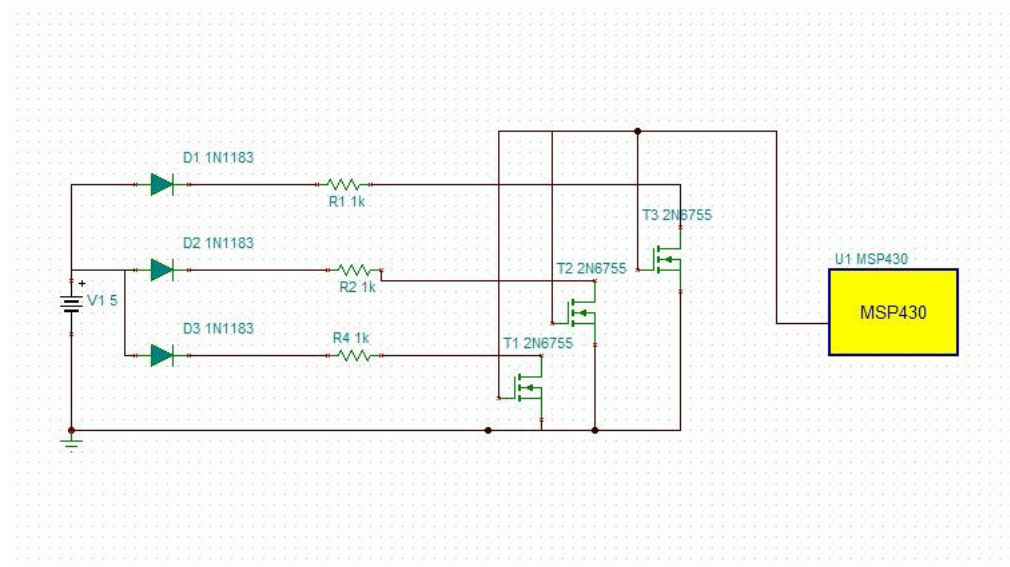 D1 1N1183
R1 1k
T3 2N6755
D2 1N1183
R2 1k
T2 2N6755
U1 MSP430
MSP430
+
V1 5
D3 1N1183
R4 1k
T1 2N6755